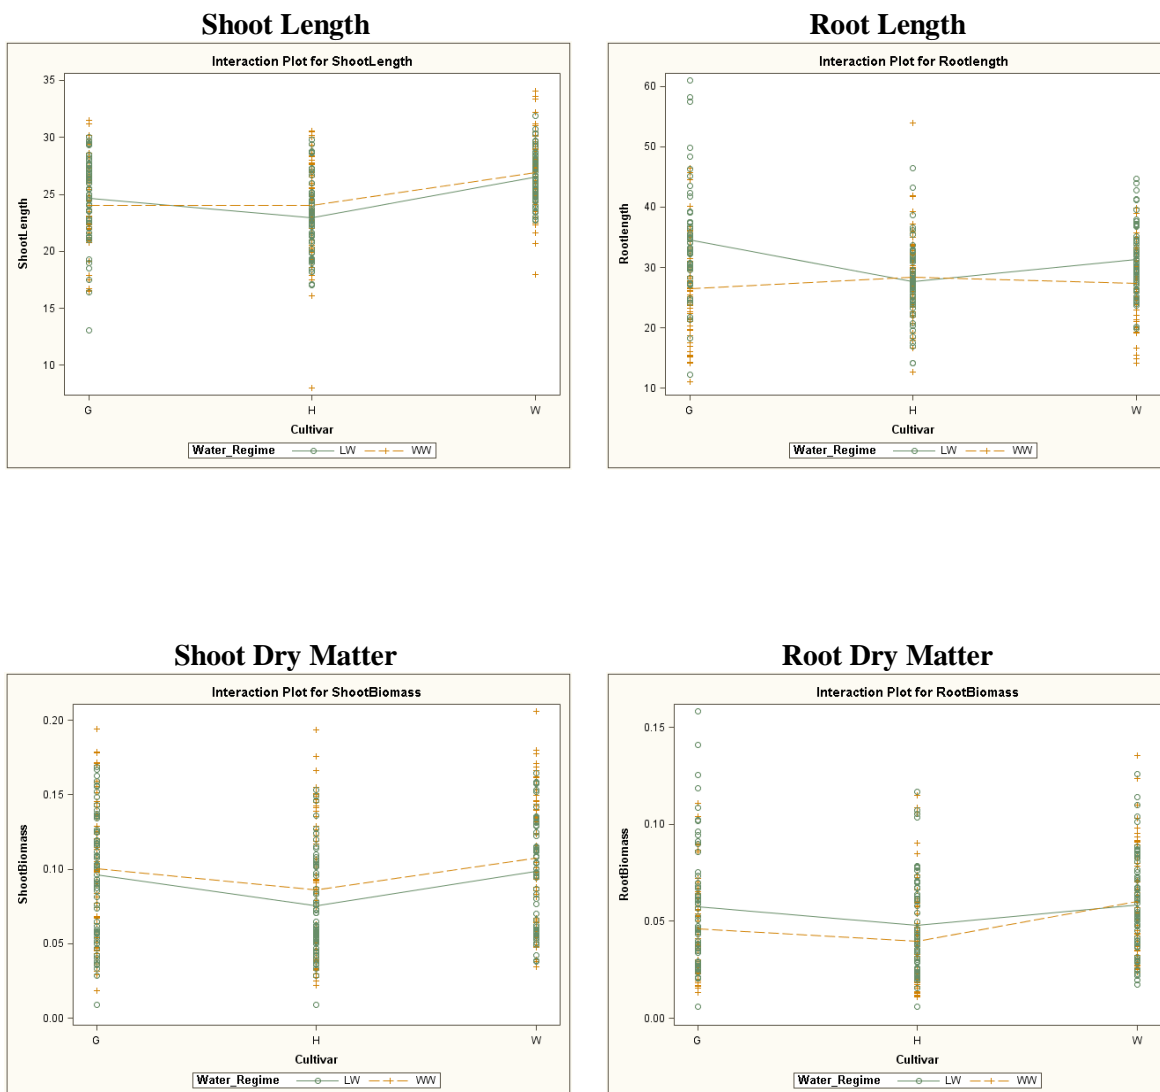 Shoot Length
Interaction Plot for ShootLength
35
30
25
20
15
10
ShootLength
G H W
Cultivar
Water_Regime LW WW
Root Length
Interaction Plot for Rootlength
60
50
40
30
20
10
Rootlength
G H W
Cultivar
Water_Regime LW WW
Shoot Dry Matter
Interaction Plot for ShootBiomass
0.20
0.15
0.10
0.05
0.00
ShootBiomass
G H W
Cultivar
Water_Regime LW WW
Root Dry Matter
Interaction Plot for RootBiomass
0.15
0.10
0.05
0.00
RootBiomass
G H W
Cultivar
Water_Regime LW WW